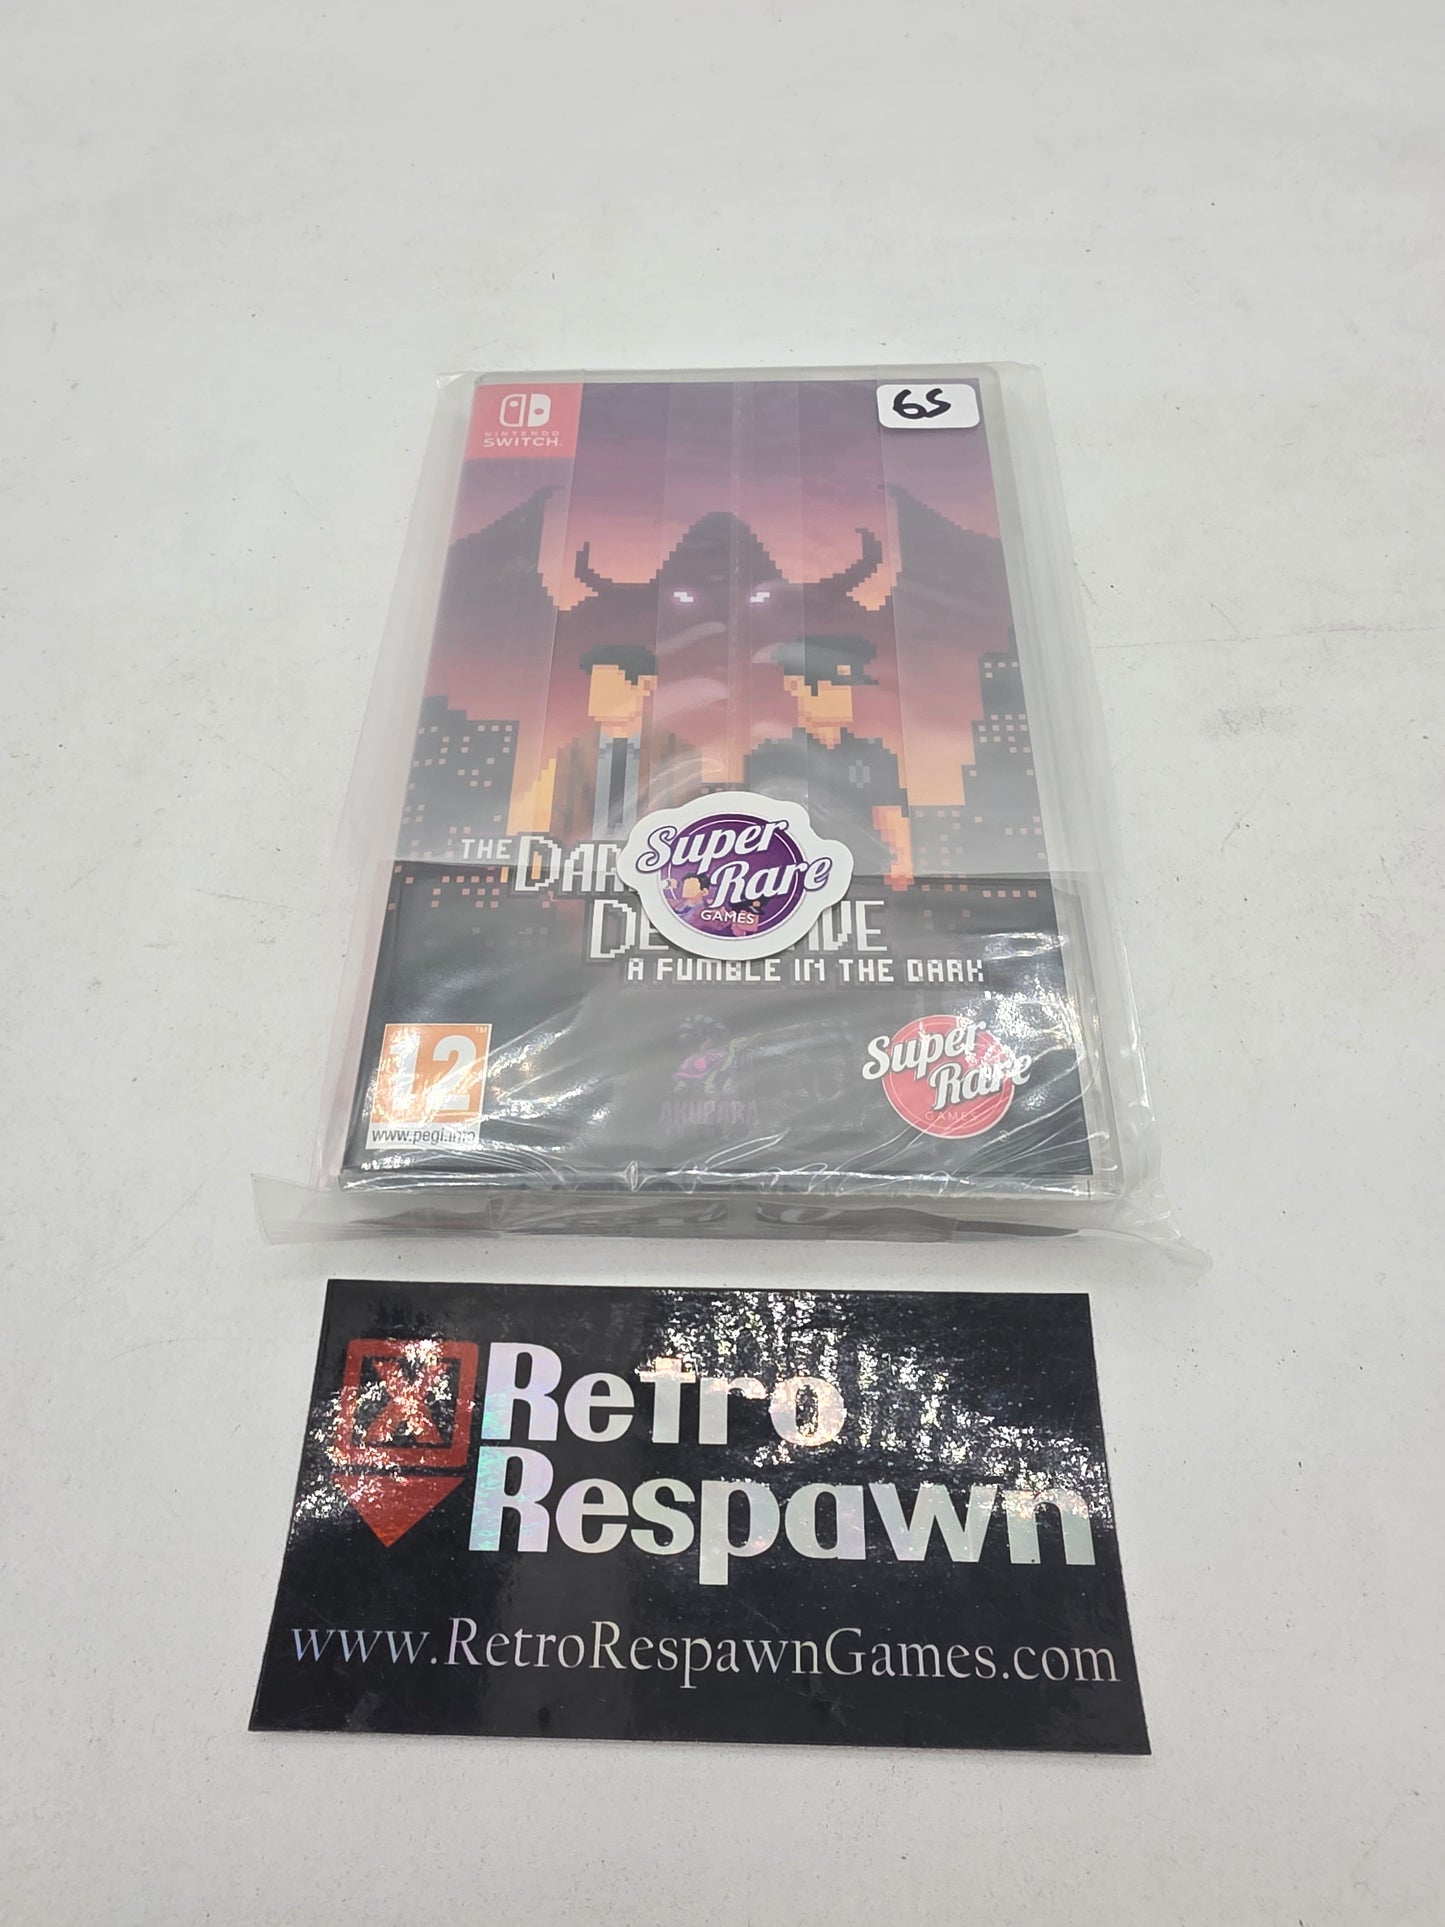 65
NINTENDO
SWITCH
THE DAR
DE IVE
A FUMBLE IN THE DARK
Super
Rare
GAMES
12
www.pegi.info
AKUPARA
Super
Rare
GAMES
Retro
Respawn
www.RetroRespawnGames.com